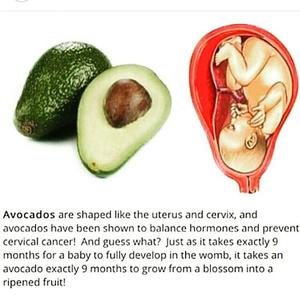 Avocados are shaped like the uterus and cervix, and
avocados have been shown to balance hormones and prevent
cervical cancer!  And guess what?  Just as it takes exactly 9
months for a baby to fully develop in the womb, it takes an
avocado exactly 9 months to grow from a blossom into a
ripened fruit!